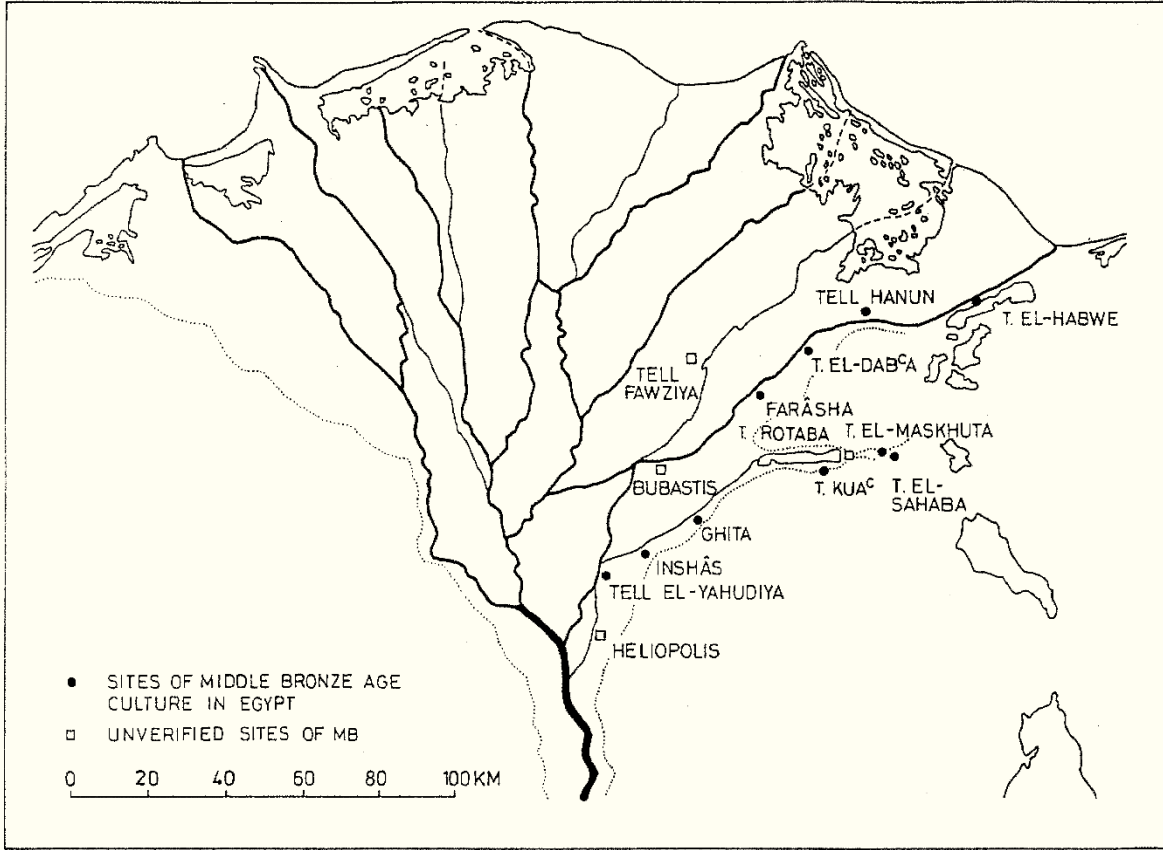 TELL HANUN
T. EL-HABWE
T. EL-DABᶜA
TELL
FAWZIYA
FARÂSHA
T. ROTABA
T. EL-MASKHUTA
BUBASTIS
T. KUAᶜ
T. EL-
SAHABA
GHITA
INSHÂS
TELL EL-YAHUDIYA
HELIOPOLIS
● SITES OF MIDDLE BRONZE AGE
CULTURE IN EGYPT
□ UNVERIFIED SITES OF MB
0 20 40 60 80 100 KM